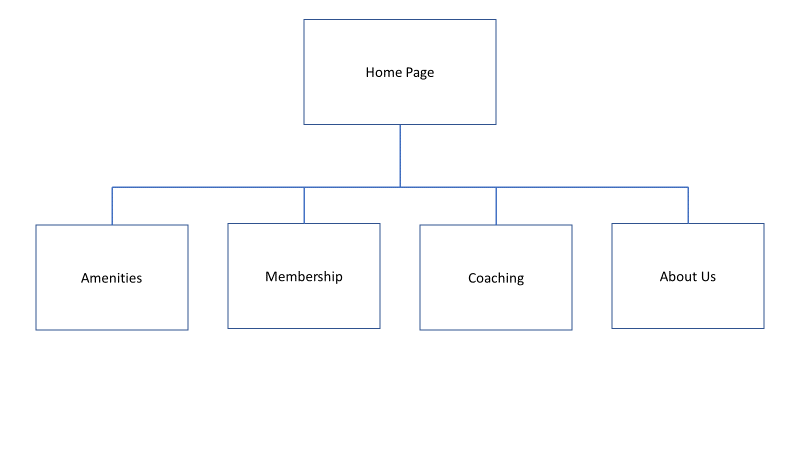 Home Page
Amenities
Membership
Coaching
About Us